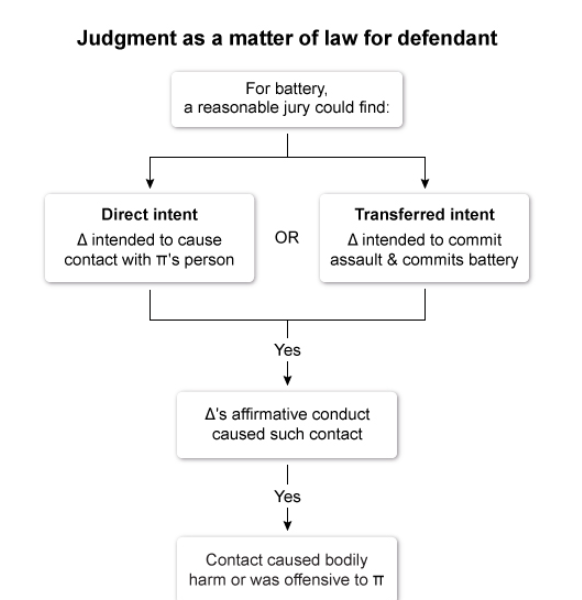 Judgment as a matter of law for defendant
For battery,
a reasonable jury could find:
Direct intent
Δ intended to cause
contact with π's person
OR
Transferred intent
Δ intended to commit
assault & commits battery
Yes
Δ's affirmative conduct
caused such contact
Yes
Contact caused bodily
harm or was offensive to π